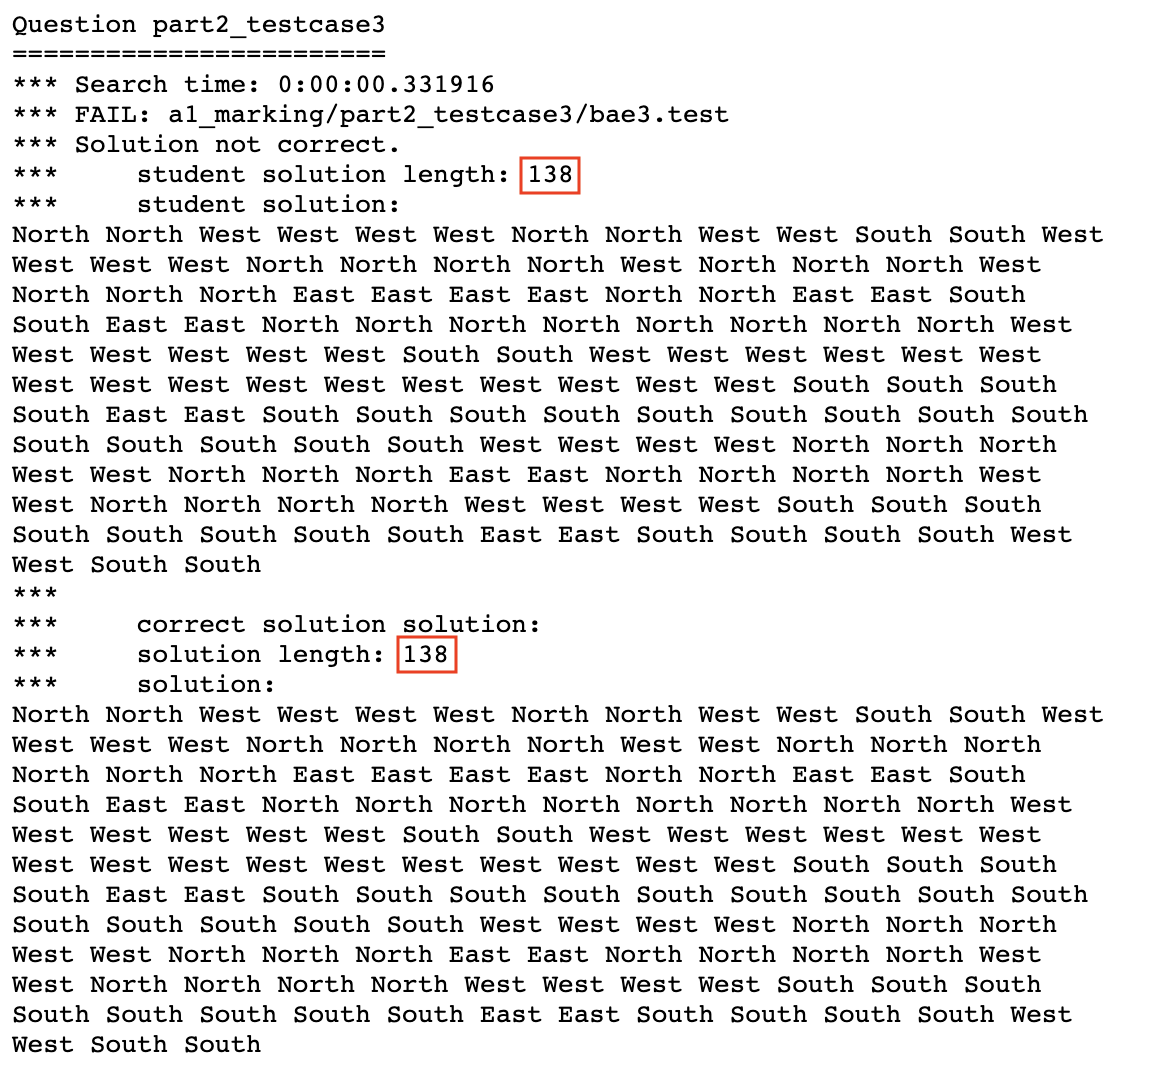 Question part2_testcase3
========================
*** Search time: 0:00:00.331916
*** FAIL: a1_marking/part2_testcase3/bae3.test
*** Solution not correct.
***     student solution length: 138
***     student solution:
North North West West West West North North West West South South West
West West West North North North North West North North North West
North North North East East East East North North East East South
South East East North North North North North North North North West
West West West West West South South West West West West West West
West West West West West West West West West West South South South
South East East South South South South South South South South South
South South South South South West West West West North North North
West West North North North East East North North North North West
West North North North North West West West West South South South
South South South South South East East South South South South West
West South South
***
***     correct solution solution:
***     solution length: 138
***     solution:
North North West West West West North North West West South South West
West West West North North North North West West North North North
North North North East East East East North North East East South
South East East North North North North North North North North West
West West West West West South South West West West West West West
West West West West West West West West West West South South South
South East East South South South South South South South South South
South South South South South West West West West North North North
West West North North North East East North North North North West
West North North North North West West West West South South South
South South South South South East East South South South South West
West South South